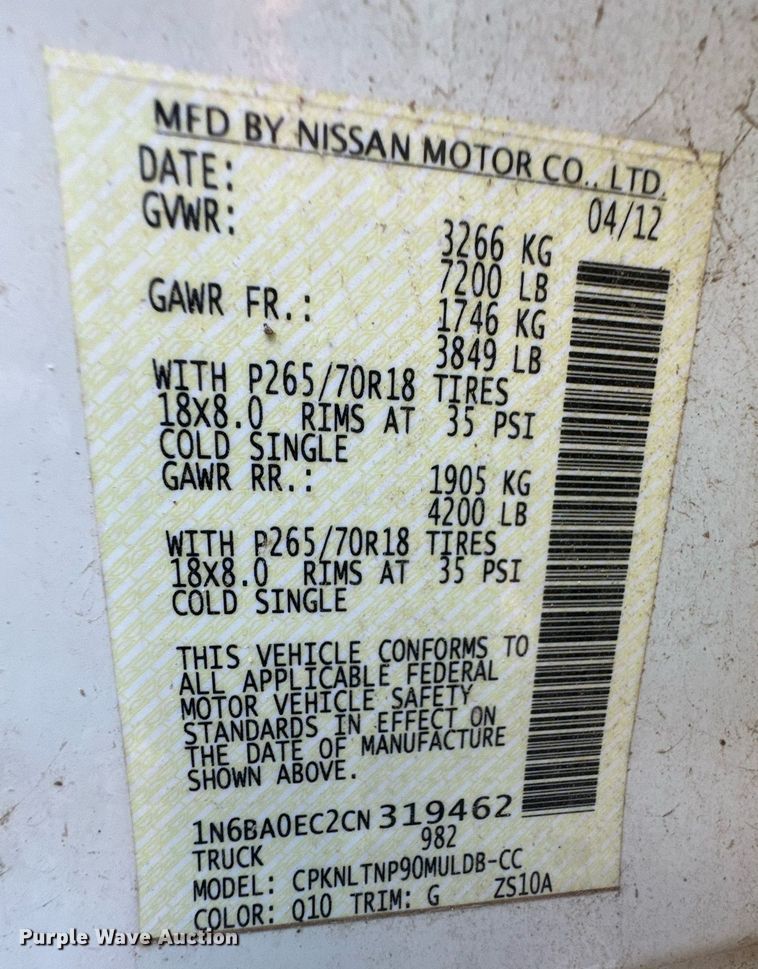 MFD BY NISSAN MOTOR CO., LTD.
DATE: 04/12
GVWR: 3266 KG
7200 LB
GAWR FR.: 1746 KG
3849 LB
WITH P265/70R18 TIRES
18X8.0 RIMS AT 35 PSI
COLD SINGLE
GAWR RR.: 1905 KG
4200 LB
WITH P265/70R18 TIRES
18X8.0 RIMS AT 35 PSI
COLD SINGLE
THIS VEHICLE CONFORMS TO
ALL APPLICABLE FEDERAL
MOTOR VEHICLE SAFETY
STANDARDS IN EFFECT ON
THE DATE OF MANUFACTURE
SHOWN ABOVE.
1N6BA0EC2CN 319462
TRUCK 982
MODEL: CPKNLTNP90MULDB-CC
COLOR: Q10 TRIM: G ZS10A
Purple Wave Auction